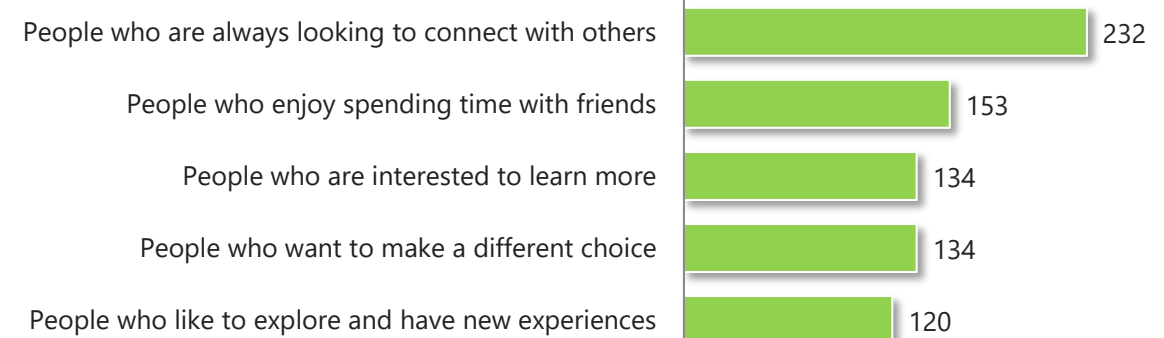 People who are always looking to connect with others 232
People who enjoy spending time with friends 153
People who are interested to learn more 134
People who want to make a different choice 134
People who like to explore and have new experiences 120